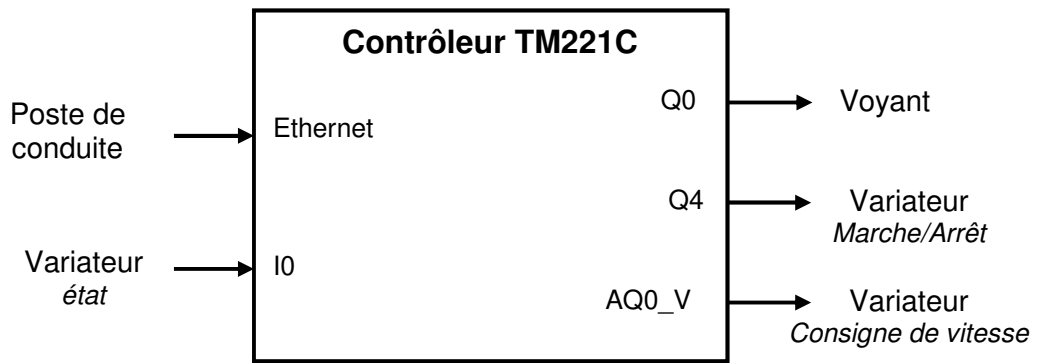 Contrôleur TM221C
Poste de
conduite
Ethernet
Q0
Voyant
Q4
Variateur
Marche/Arrêt
Variateur
état
I0
AQ0_V
Variateur
Consigne de vitesse